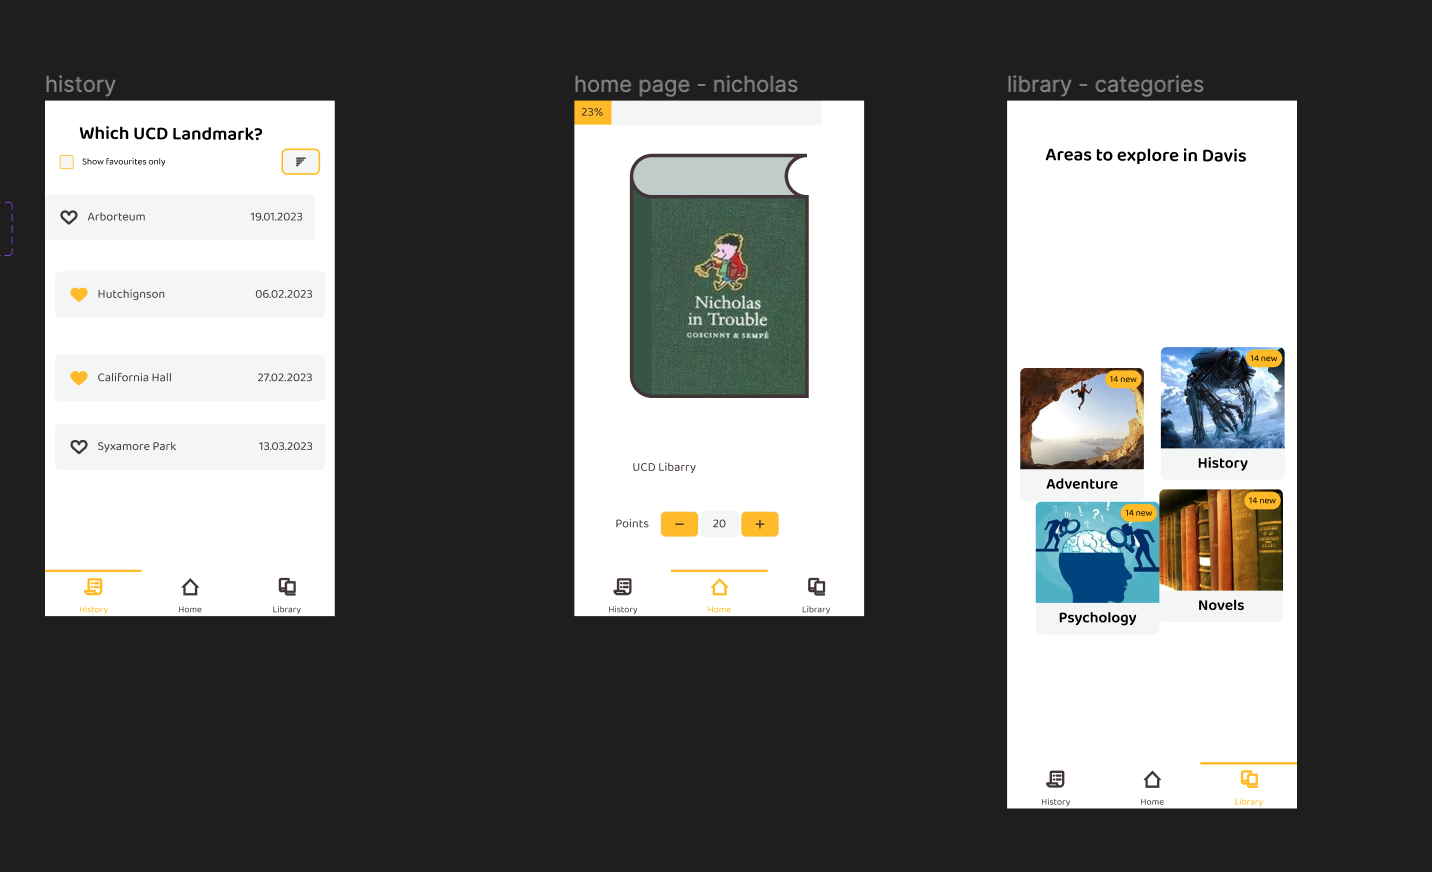 history
Which UCD Landmark?
Show favourites only
Arborteum 19.01.2023
Hutchignson 06.02.2023
California Hall 27.02.2023
Syxamore Park 13.03.2023
History Home Library
home page - nicholas
23%
Nicholas
in Trouble
GOSCINNY & SEMPÉ
UCD Libarry
Points − 20 +
History Home Library
library - categories
Areas to explore in Davis
14 new
Adventure
14 new
History
14 new
Psychology
14 new
Novels
History Home Library